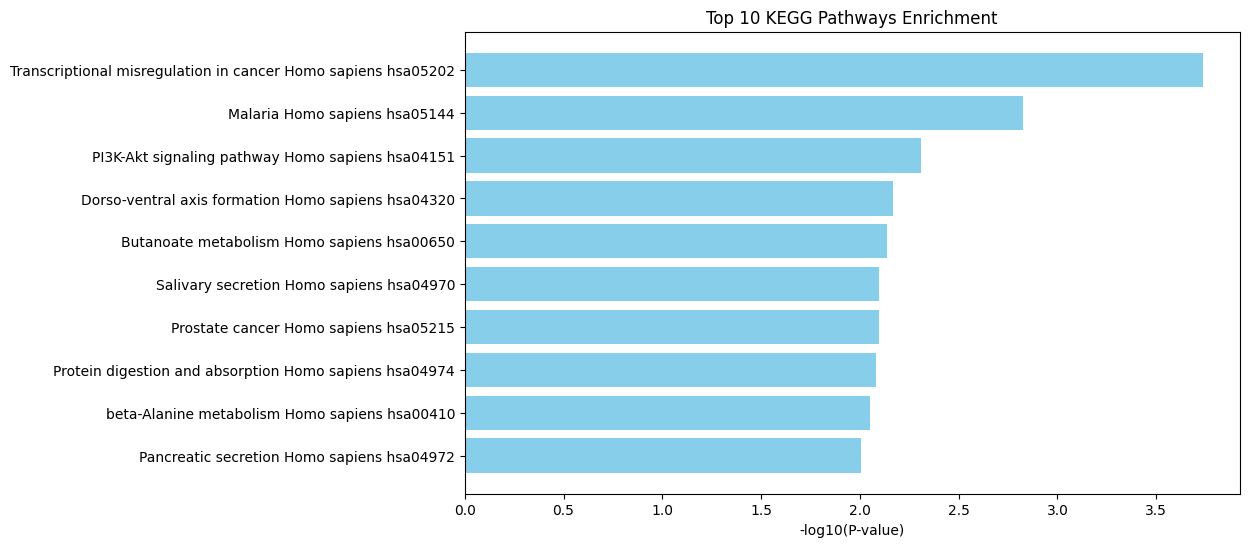 Top 10 KEGG Pathways Enrichment
Transcriptional misregulation in cancer Homo sapiens hsa05202
Malaria Homo sapiens hsa05144
PI3K-Akt signaling pathway Homo sapiens hsa04151
Dorso-ventral axis formation Homo sapiens hsa04320
Butanoate metabolism Homo sapiens hsa00650
Salivary secretion Homo sapiens hsa04970
Prostate cancer Homo sapiens hsa05215
Protein digestion and absorption Homo sapiens hsa04974
beta-Alanine metabolism Homo sapiens hsa00410
Pancreatic secretion Homo sapiens hsa04972
0.0 0.5 1.0 1.5 2.0 2.5 3.0 3.5
-log10(P-value)